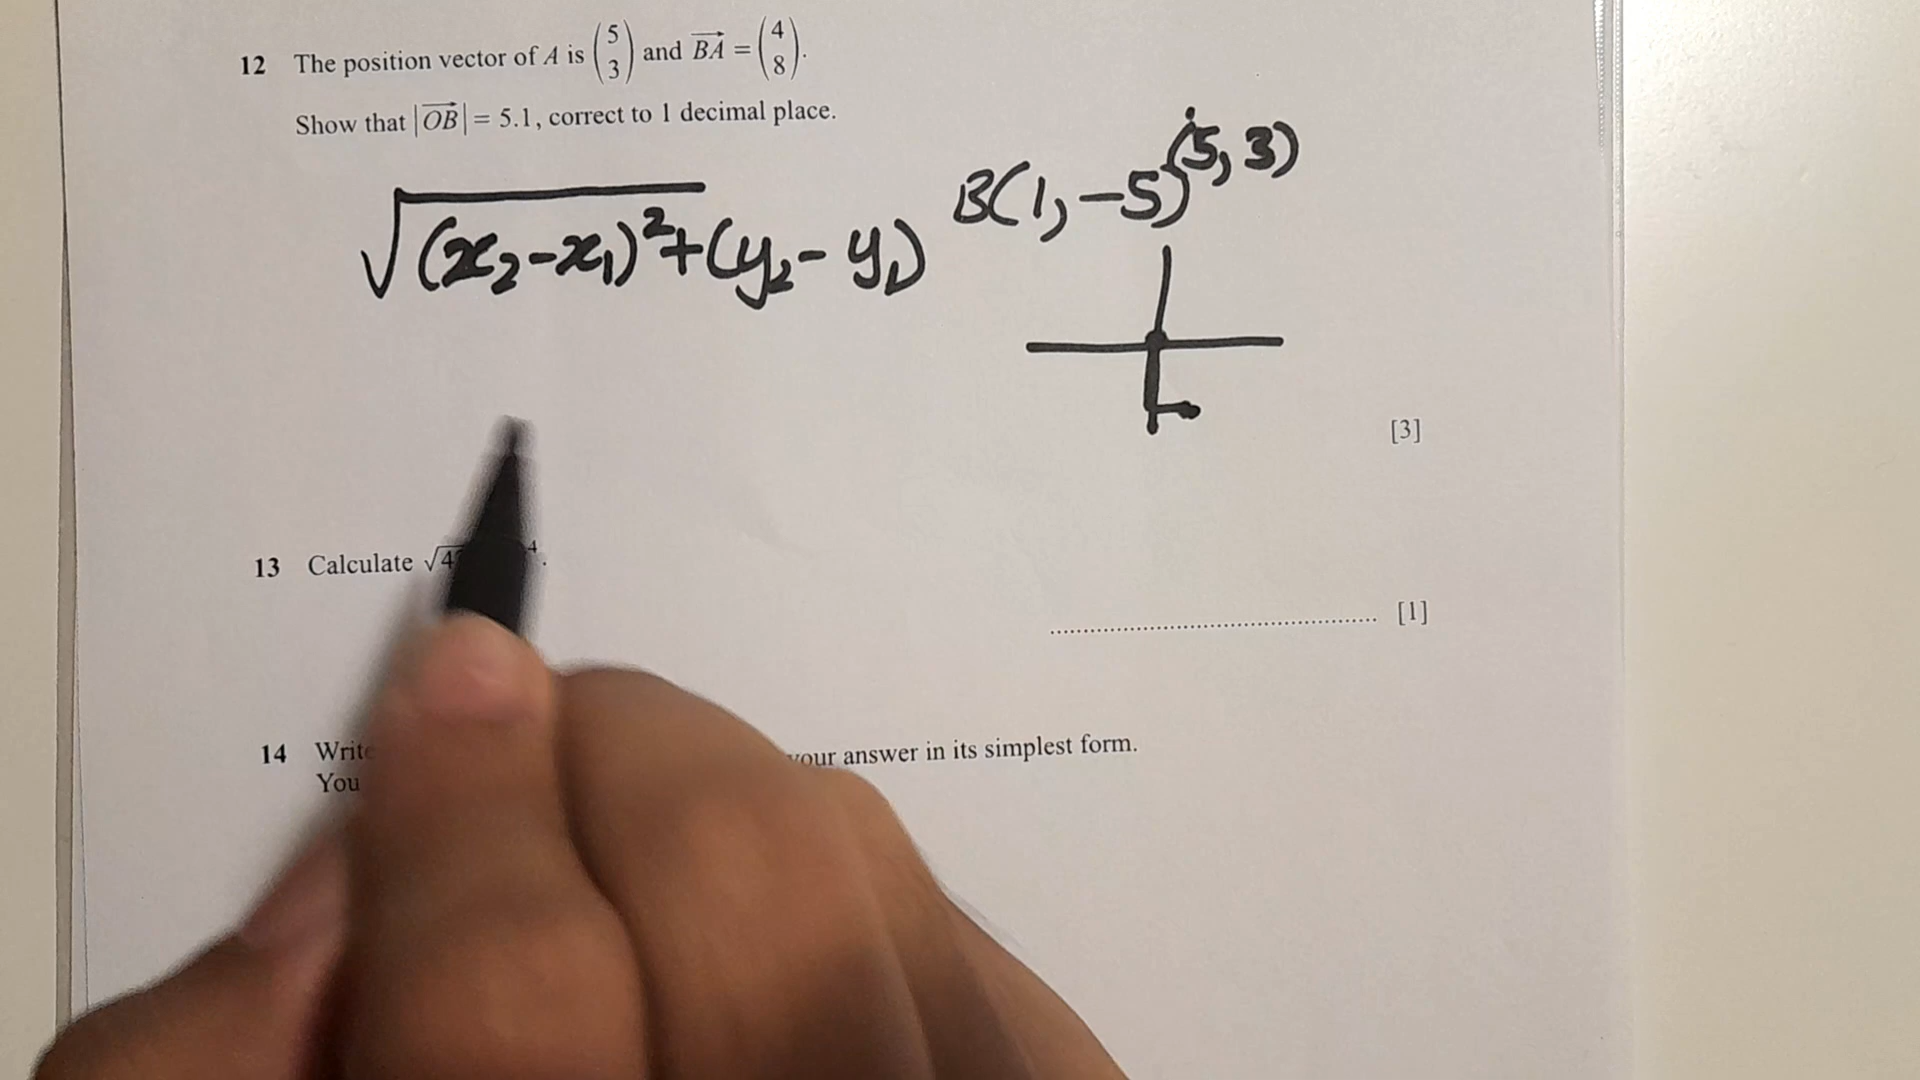 12 The position vector of A is (5 3) and BA = (4 8).
Show that |OB| = 5.1, correct to 1 decimal place.
(5, 3)
B(1, -5)
√(x₂-x₁)²+(y₂-y₁)
[3]
13 Calculate √4 4.
[1]
14 Write your answer in its simplest form.
You